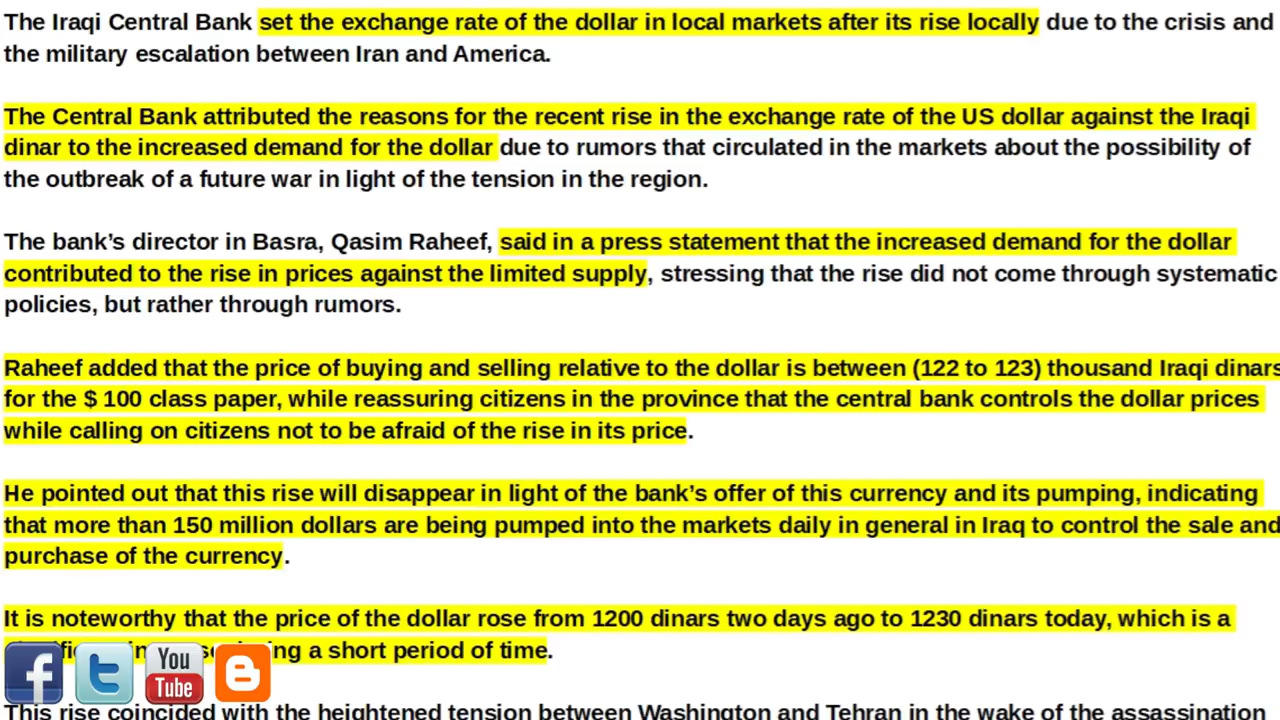 The Iraqi Central Bank set the exchange rate of the dollar in local markets after its rise locally due to the crisis and
the military escalation between Iran and America.
The Central Bank attributed the reasons for the recent rise in the exchange rate of the US dollar against the Iraqi
dinar to the increased demand for the dollar due to rumors that circulated in the markets about the possibility of
the outbreak of a future war in light of the tension in the region.
The bank’s director in Basra, Qasim Raheef, said in a press statement that the increased demand for the dollar
contributed to the rise in prices against the limited supply, stressing that the rise did not come through systematic
policies, but rather through rumors.
Raheef added that the price of buying and selling relative to the dollar is between (122 to 123) thousand Iraqi dinars
for the $ 100 class paper, while reassuring citizens in the province that the central bank controls the dollar prices
while calling on citizens not to be afraid of the rise in its price.
He pointed out that this rise will disappear in light of the bank’s offer of this currency and its pumping, indicating
that more than 150 million dollars are being pumped into the markets daily in general in Iraq to control the sale and
purchase of the currency.
It is noteworthy that the price of the dollar rose from 1200 dinars two days ago to 1230 dinars today, which is a
a short period of time.
You
Tube
This rise coincided with the heightened tension between Washington and Tehran in the wake of the assassination